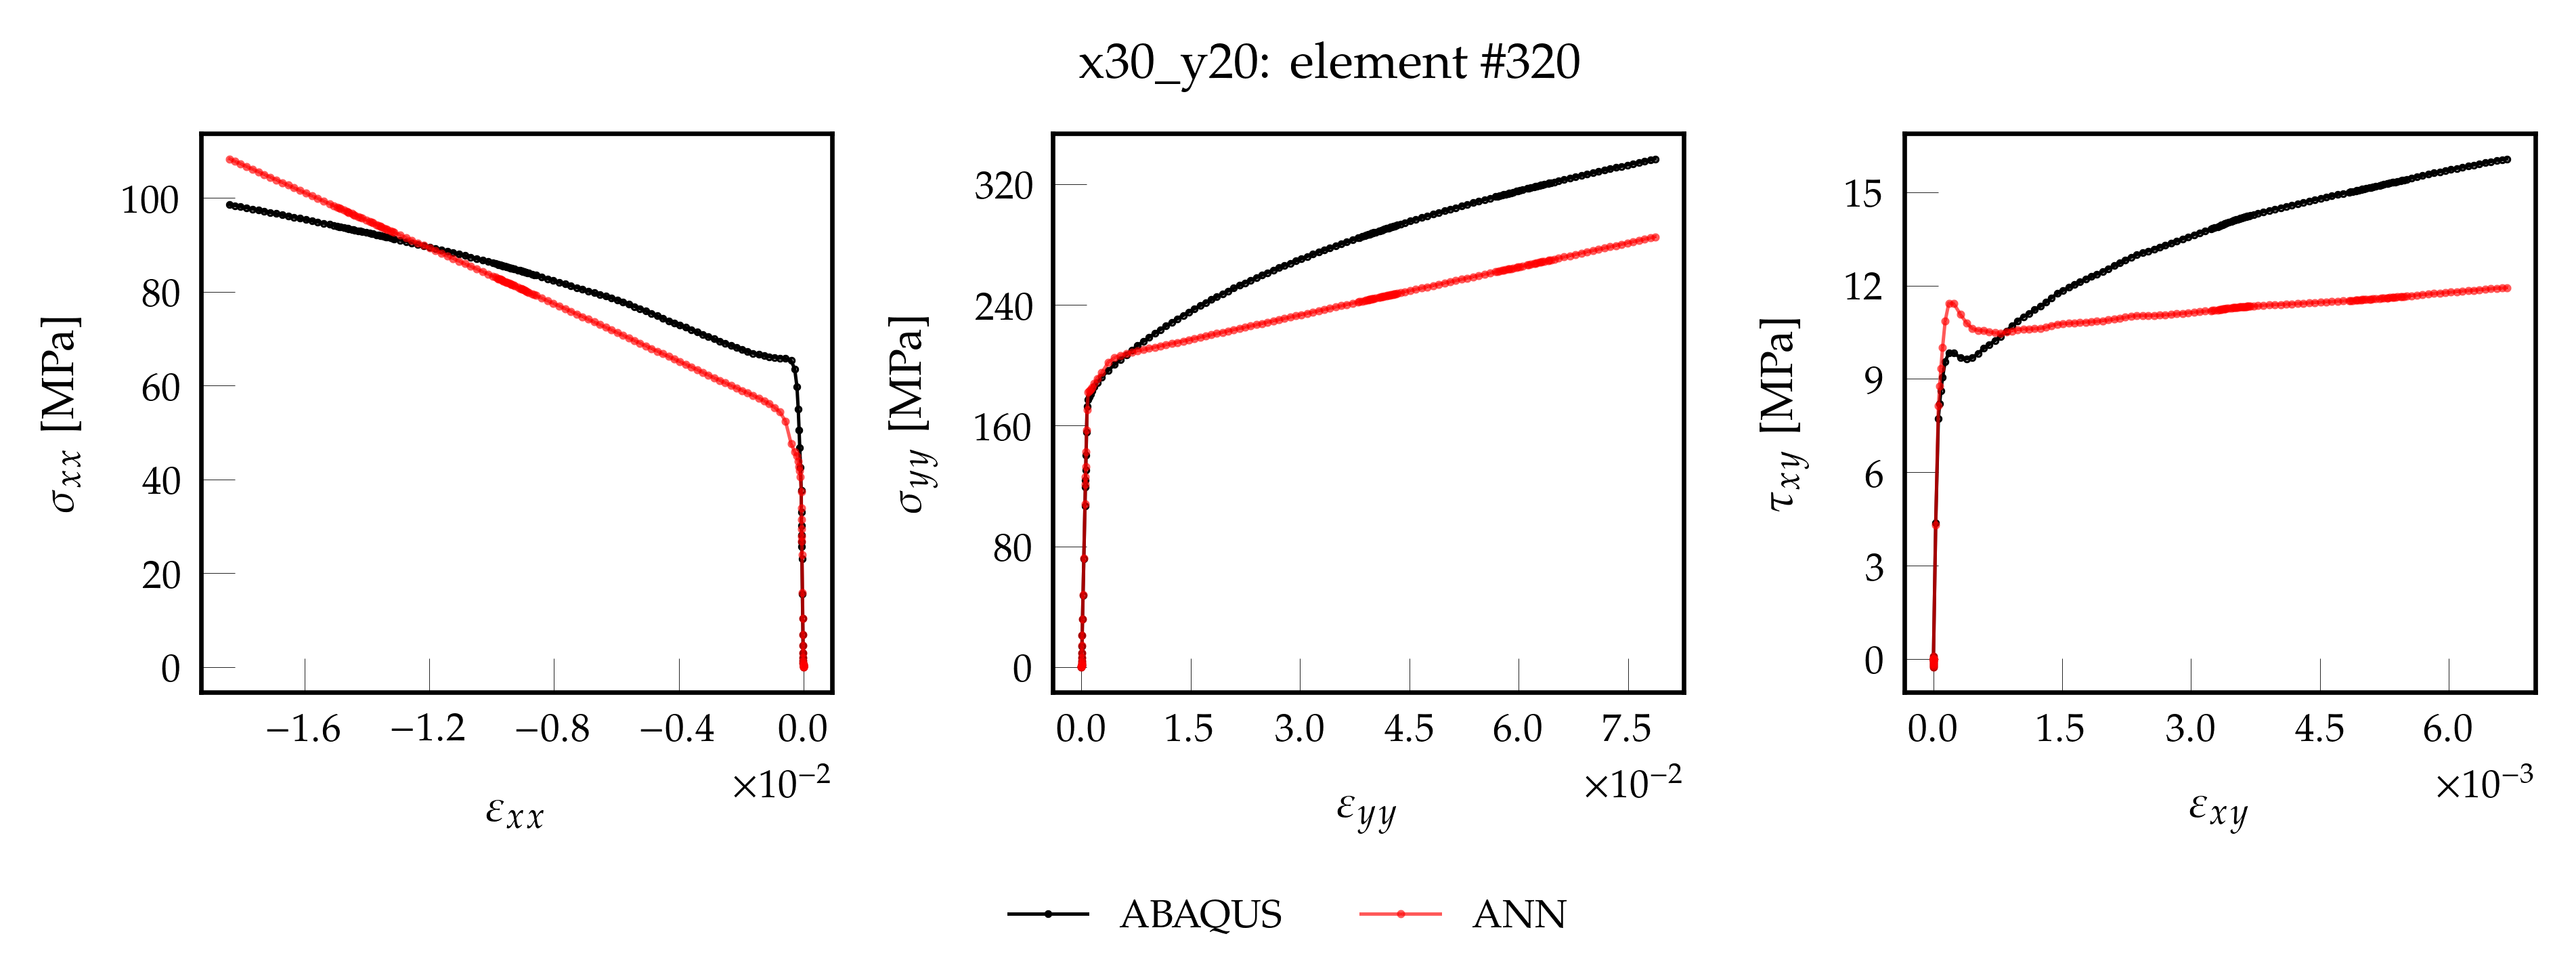 x30_y20: element #320
σxx [MPa]
100
80
60
40
20
0
−1.6 −1.2 −0.8 −0.4 0.0
×10−2
εxx
σyy [MPa]
320
240
160
80
0
0.0 1.5 3.0 4.5 6.0 7.5
×10−2
εyy
τxy [MPa]
15
12
9
6
3
0
0.0 1.5 3.0 4.5 6.0
×10−3
εxy
ABAQUS ANN